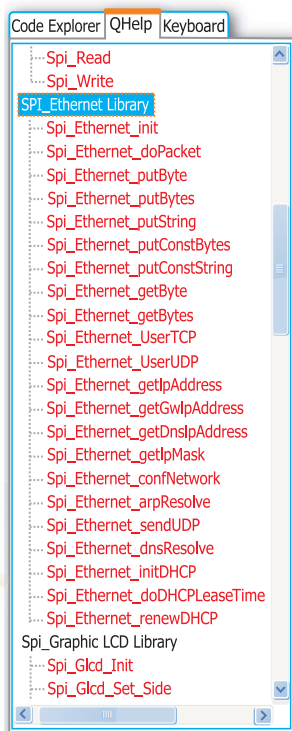 Code Explorer QHelp Keyboard
Spi_Read
Spi_Write
SPI_Ethernet Library
Spi_Ethernet_init
Spi_Ethernet_doPacket
Spi_Ethernet_putByte
Spi_Ethernet_putBytes
Spi_Ethernet_putString
Spi_Ethernet_putConstBytes
Spi_Ethernet_putConstString
Spi_Ethernet_getByte
Spi_Ethernet_getBytes
Spi_Ethernet_UserTCP
Spi_Ethernet_UserUDP
Spi_Ethernet_getIpAddress
Spi_Ethernet_getGwIpAddress
Spi_Ethernet_getDnsIpAddress
Spi_Ethernet_getIpMask
Spi_Ethernet_confNetwork
Spi_Ethernet_arpResolve
Spi_Ethernet_sendUDP
Spi_Ethernet_dnsResolve
Spi_Ethernet_initDHCP
Spi_Ethernet_doDHCPLeaseTime
Spi_Ethernet_renewDHCP
Spi_Graphic LCD Library
Spi_Glcd_Init
Spi_Glcd_Set_Side